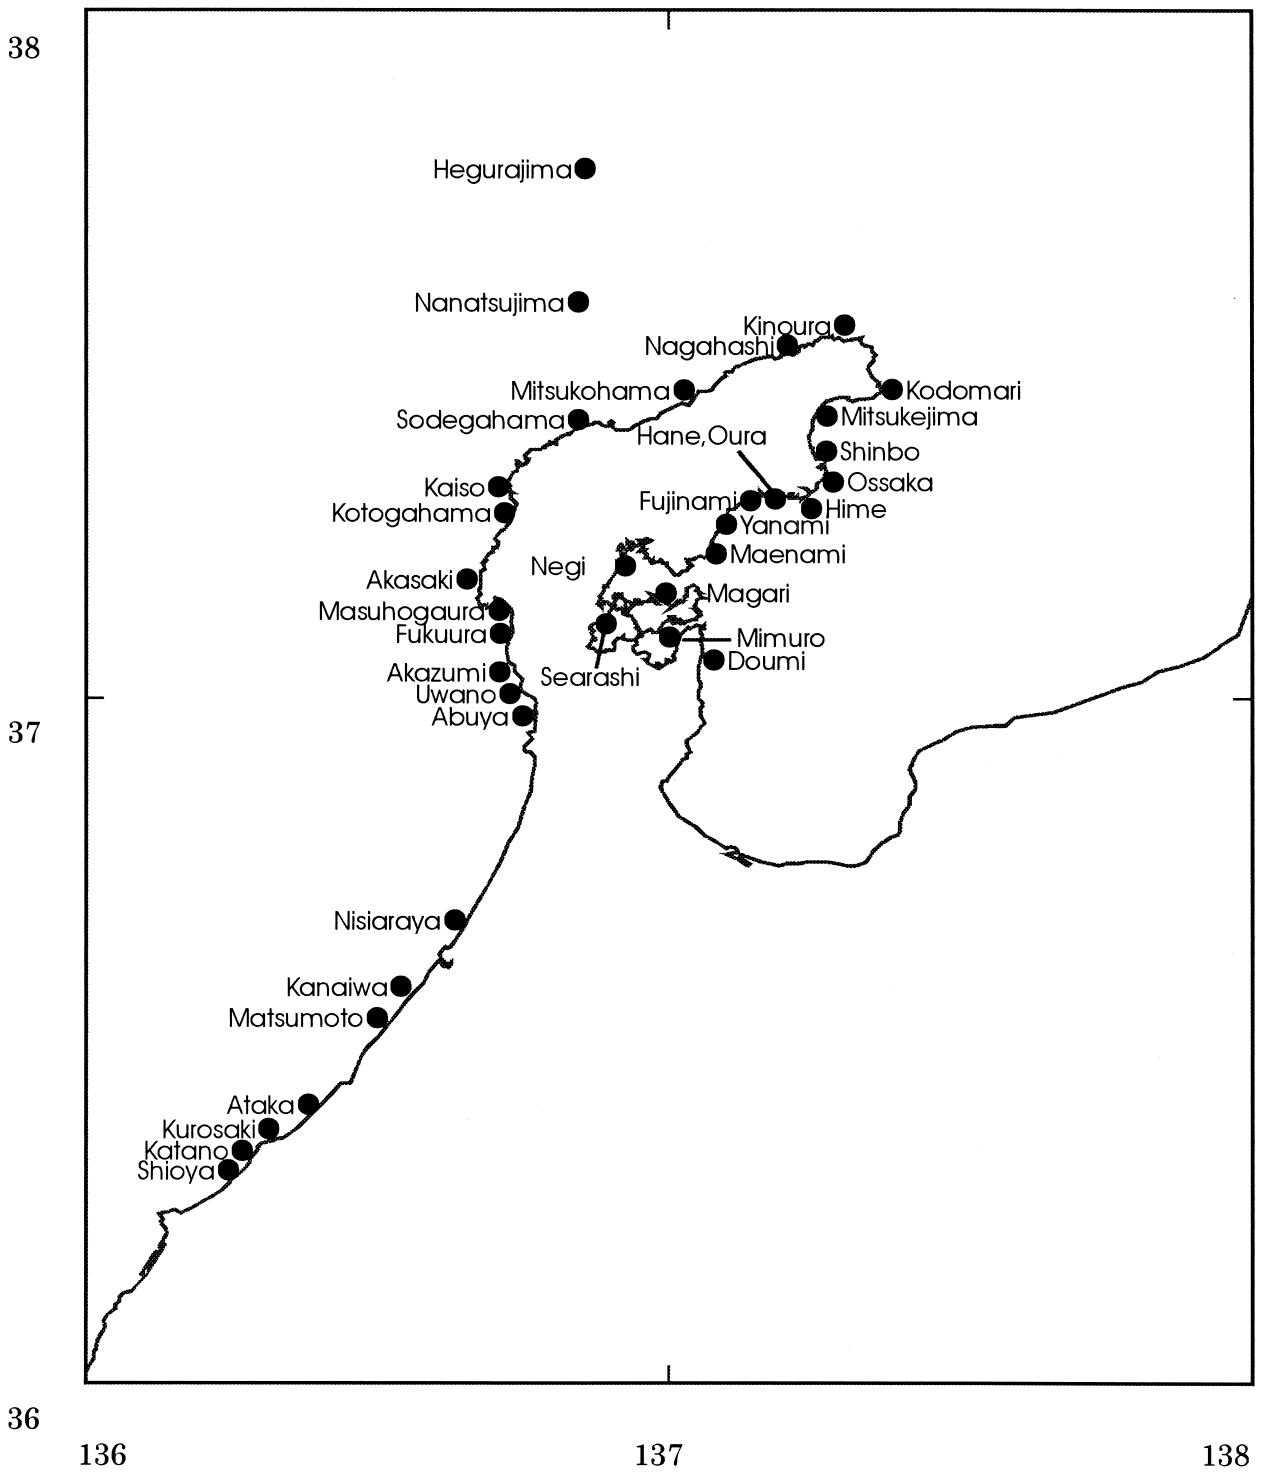 38
Hegurajima
Nanatsujima
Kinoura
Nagahashi
Mitsukohama
Kodomari
Sodegahama
Mitsukejima
Hane,Oura
Shinbo
Kaiso
Ossaka
Fujinami
Kotogahama
Hime
Yanami
Maenami
Negi
Akasaki
Magari
Masuhogaura
Fukuura
Mimuro
Doumi
Akazumi
Searashi
Uwano
Abuya
37
Nisiaraya
Kanaiwa
Matsumoto
Ataka
Kurosaki
Katano
Shioya
36
136
137
138